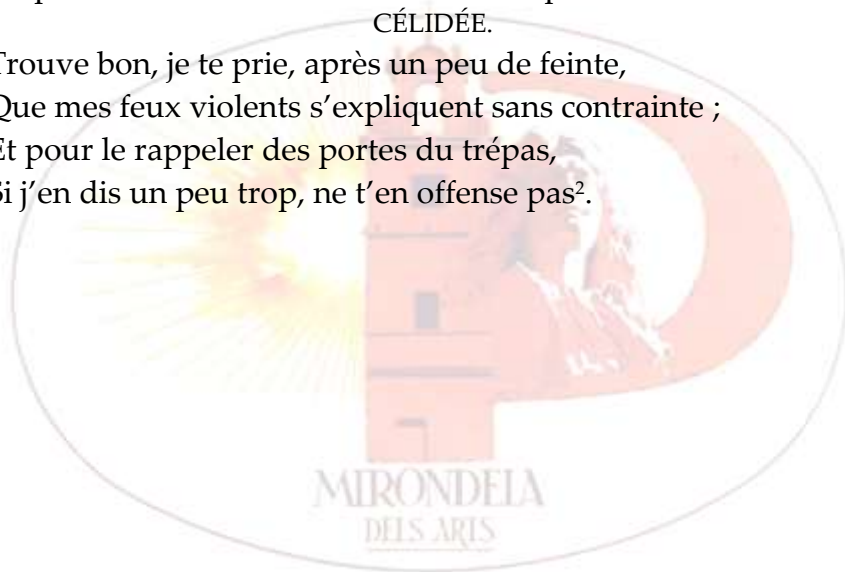 CÉLIDÉE.
Trouve bon, je te prie, après un peu de feinte,
Que mes feux violents s'expliquent sans contrainte ;
Et pour le rappeler des portes du trépas,
Si j'en dis un peu trop, ne t'en offense pas².
MIRONDELA
DELS ARTS